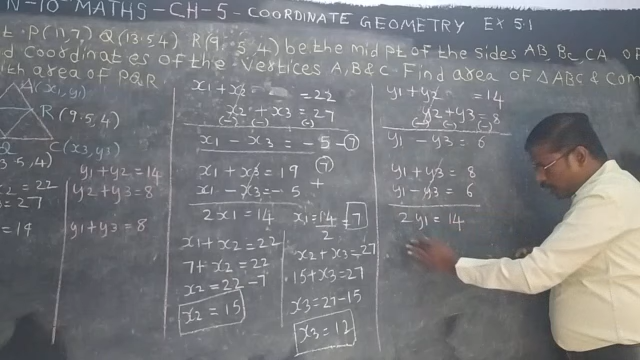 N-10 MATHS-CH-5-COORDINATE GEOMETRY EX 5.1
P(11,7) Q(13.5,4) R(9.5,4) be the mid pt of the sides AB, BC, CA OF
Coordinates of the vertices A, B & C. Find area OF △ABC & Com
area of PQR
A(x1,y1)
R(9.5,4)
C(x3,y3)
3.5,4)
x2 = 22
= 27
= 19
y1+y2=14
y2+y3=8
y1+y3=8
x1+x2= =22
x2+x3=27
(-) (-) (-)
x1-x3=-5-⑦
x1+x3=19 ⑦
x1-x3=-5 +
2x1=14
x1=14/2=7
x1+x2=22
7+x2=22
x2=22-7
x2=15
x2+x3=27
15+x3=27
x3=27-15
x3=12
y1+y2 =14
y2+y3=8
(-) (-) (-)
y1-y3=6
y1+y3=8
y1-y3=6
2y1=14